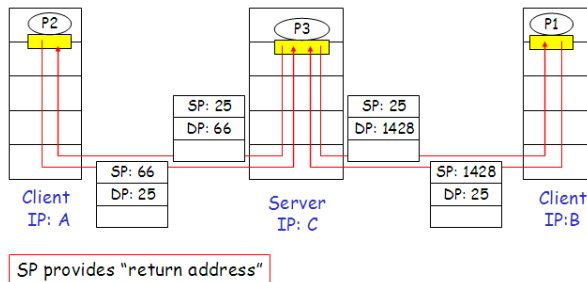 P2
P3
P1
SP: 25
DP: 66
SP: 25
DP: 1428
SP: 66
DP: 25
SP: 1428
DP: 25
Client
IP: A
Server
IP: C
Client
IP:B
SP provides "return address"